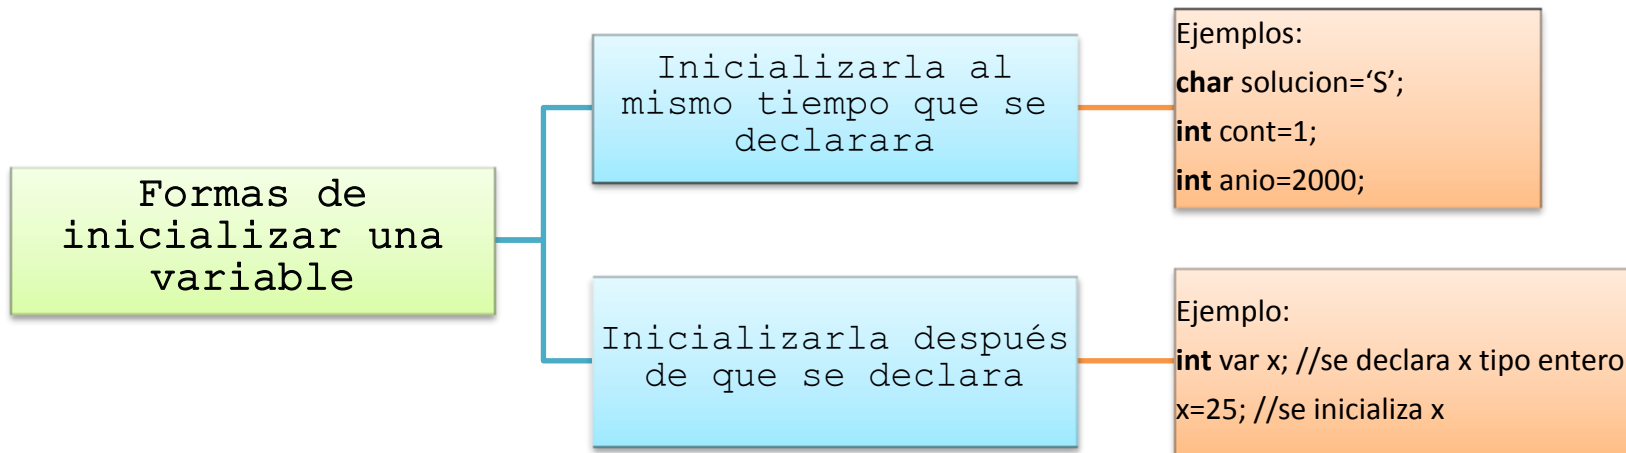 Formas de
inicializar una
variable
Inicializarla al
mismo tiempo que se
declarara
Ejemplos:
char solucion=‘S’;
int cont=1;
int anio=2000;
Inicializarla después
de que se declara
Ejemplo:
int var x; //se declara x tipo entero
x=25; //se inicializa x